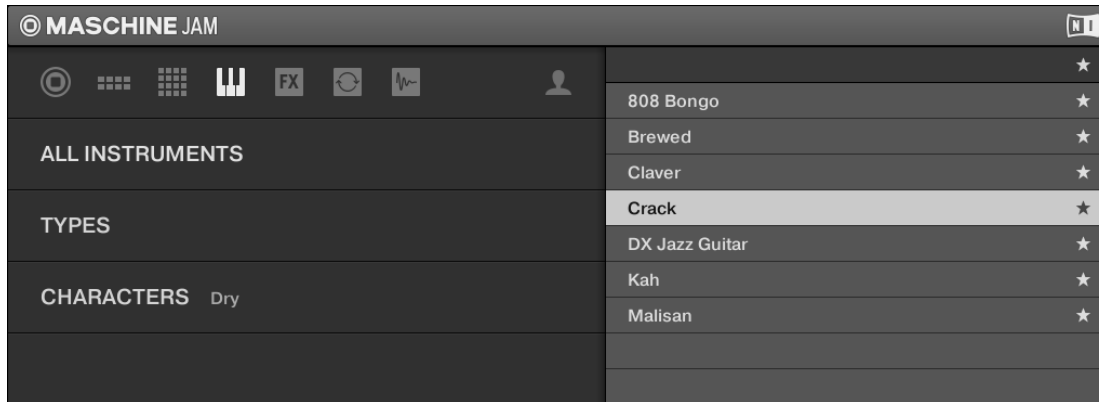 MASCHINE JAM
NI
FX
ALL INSTRUMENTS
TYPES
CHARACTERS Dry
808 Bongo
Brewed
Claver
Crack
DX Jazz Guitar
Kah
Malisan